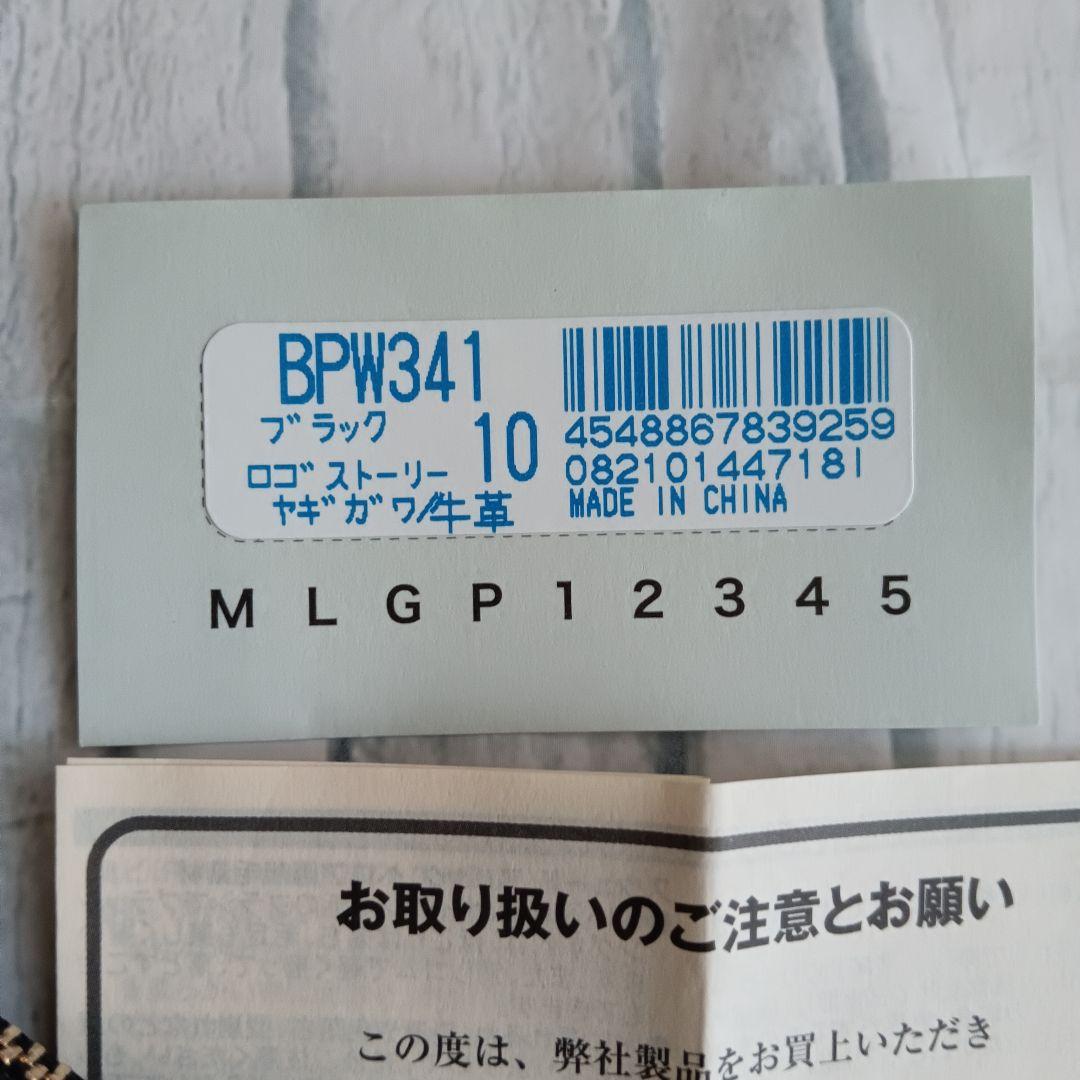 BPW341
ブラック
10
ロゴストーリー
ヤギガワ/牛革
4548867839259
082101447181
MADE IN CHINA
M L G P 1 2 3 4 5
お取り扱いのご注意とお願い
この度は、弊社製品をお買上いただき